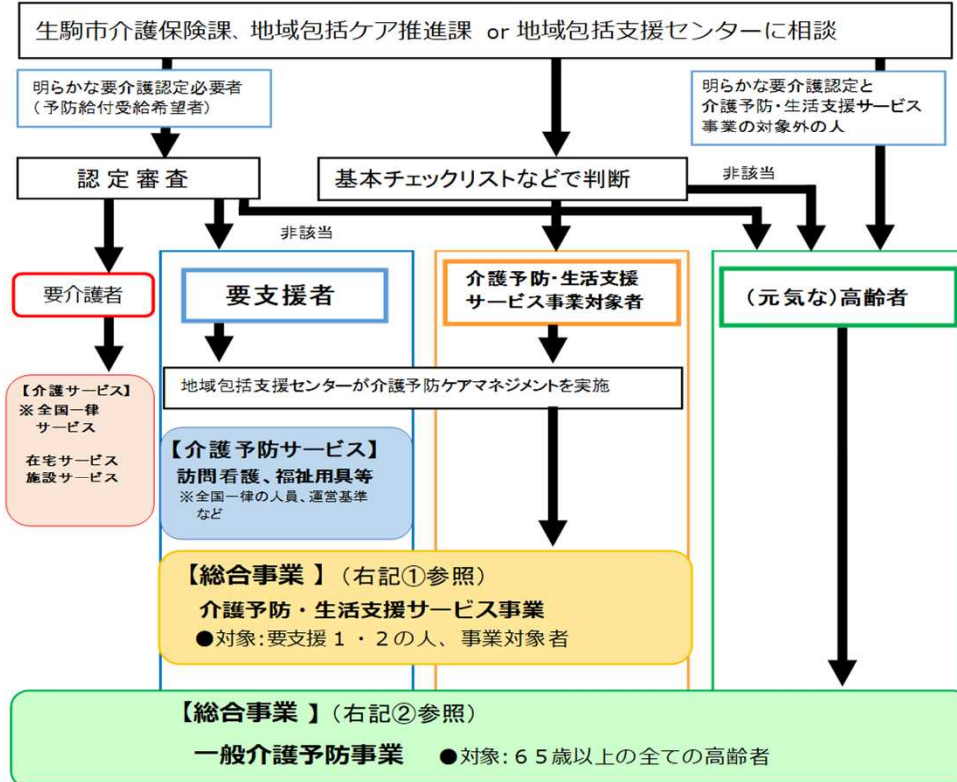 生駒市介護保険課、地域包括ケア推進課 or 地域包括支援センターに相談
明らかな要介護認定必要者
（予防給付受給希望者）
明らかな要介護認定と
介護予防・生活支援サービス
事業の対象外の人
認定審査
基本チェックリストなどで判断
非該当
非該当
要介護者
要支援者
介護予防・生活支援
サービス事業対象者
（元気な）高齢者
地域包括支援センターが介護予防ケアマネジメントを実施
【介護サービス】
※全国一律
サービス
在宅サービス
施設サービス
【介護予防サービス】
訪問看護、福祉用具等
※全国一律の人員、運営基準
など
【総合事業 】（右記①参照）
介護予防・生活支援サービス事業
●対象:要支援１・２の人、事業対象者
【総合事業 】（右記②参照）
一般介護予防事業 ●対象:６５歳以上の全ての高齢者